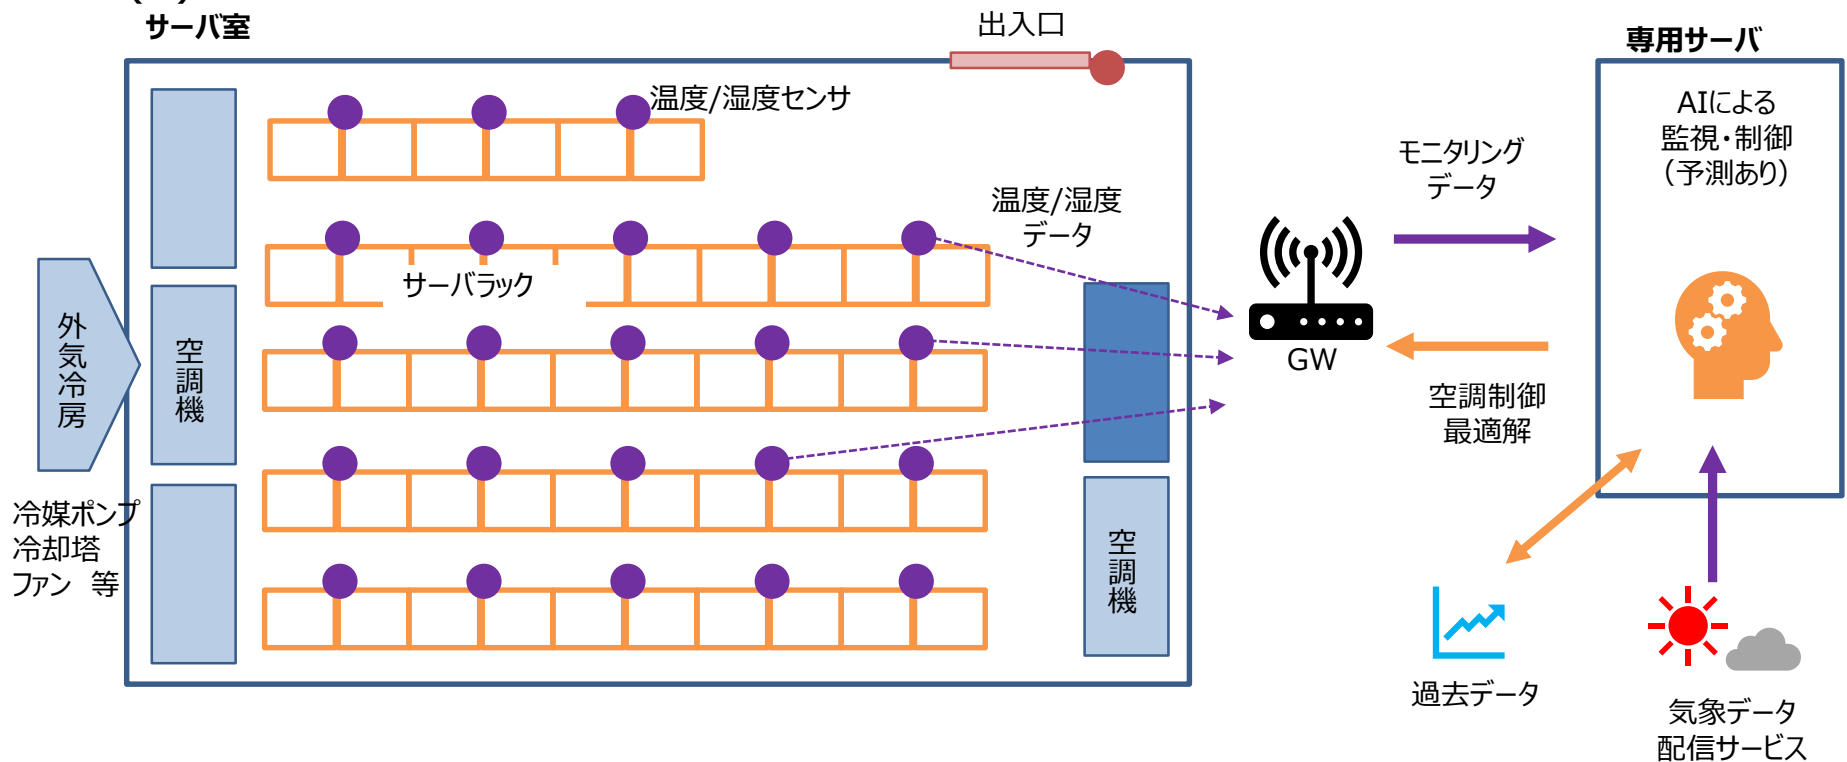 サーバ室
出入口
専用サーバ
温度/湿度センサ
AIによる
監視・制御
（予測あり）
モニタリング
データ
温度/湿度
データ
サーバラック
外気冷房
空調機
GW
空調制御
最適解
冷媒ポンプ
冷却塔
ファン　等
空調機
過去データ
気象データ
配信サービス